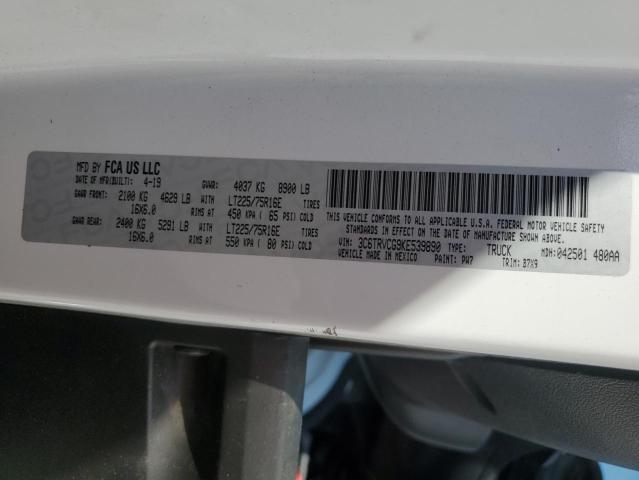 MFD BY FCA US LLC
DATE OF MFR(BUILT): 4-19 GVWR: 4037 KG 8900 LB
GAWR FRONT: 2100 KG 4629 LB WITH LT225/75R16E TIRES
16X6.0 RIMS AT 450 KPA ( 65 PSI) COLD
GAWR REAR: 2400 KG 5291 LB WITH LT225/75R16E TIRES
16X6.0 RIMS AT 550 KPA ( 80 PSI) COLD
THIS VEHICLE CONFORMS TO ALL APPLICABLE U.S.A. FEDERAL MOTOR VEHICLE SAFETY
STANDARDS IN EFFECT ON THE DATE OF MANUFACTURE SHOWN ABOVE.
VIN: 3C6TRVCG9KE539890 TYPE: TRUCK MDH: 042501 480AA
VEHICLE MADE IN MEXICO PAINT: PW7 TRIM: B7X9